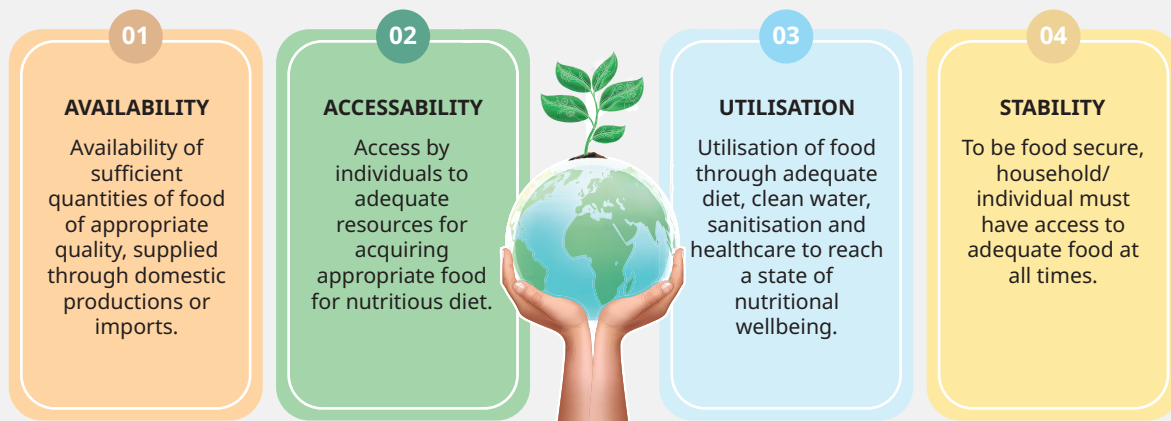 01
AVAILABILITY
Availability of
sufficient
quantities of food
of appropriate
quality, supplied
through domestic
productions or
imports.
02
ACCESSABILITY
Access by
individuals to
adequate
resources for
acquiring
appropriate food
for nutritious diet.
03
UTILISATION
Utilisation of food
through adequate
diet, clean water,
sanitisation and
healthcare to reach
a state of
nutritional
wellbeing.
04
STABILITY
To be food secure,
household/
individual must
have access to
adequate food at
all times.